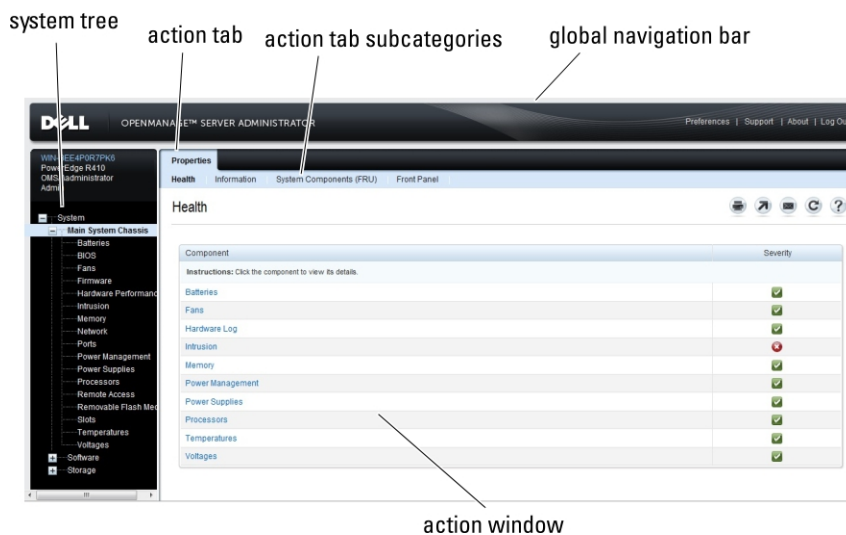 system tree
action tab
action tab subcategories
global navigation bar
DELL
OPENMANAGE™ SERVER ADMINISTRATOR
Preferences | Support | About | Log Ou
PowerEdge R410
Admin
System
Main System Chassis
Batteries
BIOS
Fans
Firmware
Hardware Performanc
Intrusion
Memory
Network
Ports
Power Management
Power Supplies
Processors
Remote Access
Removable Flash Med
Slots
Temperatures
Voltages
Software
Storage
Properties
Health Information System Components (FRU) Front Panel
Health
Component Severity
Instructions: Click the component to view its details.
Batteries
Fans
Hardware Log
Intrusion
Memory
Power Management
Power Supplies
Processors
Temperatures
Voltages
action window